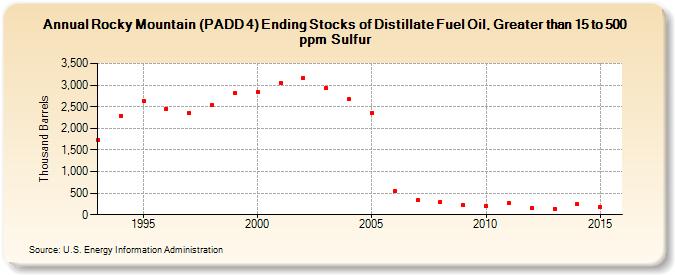 Annual Rocky Mountain (PADD 4) Ending Stocks of Distillate Fuel Oil, Greater than 15 to 500
ppm Sulfur
Thousand Barrels
3,500
3,000
2,500
2,000
1,500
1,000
500
0
1995 2000 2005 2010 2015
Source: U.S. Energy Information Administration